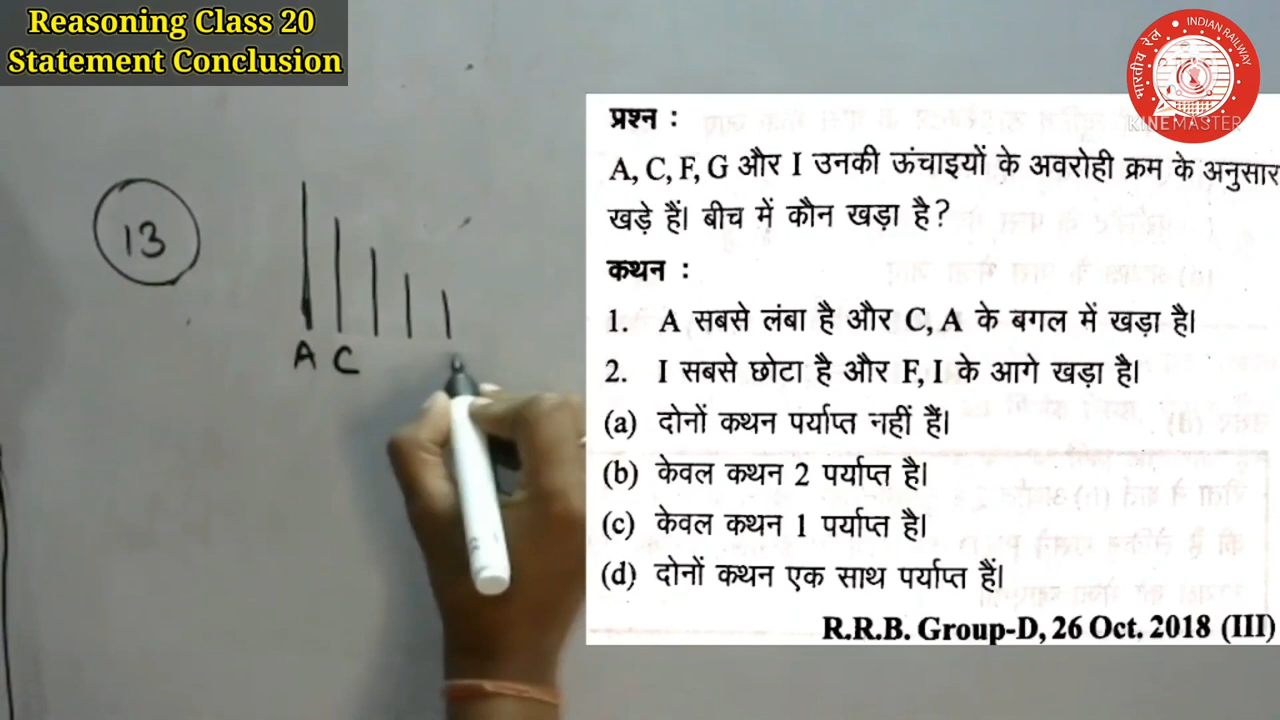 Reasoning Class 20
Statement Conclusion
भारतीय रेल
INDIAN RAILWAY
KINEMASTER
13
A C
प्रश्न :
A, C, F, G और I उनकी ऊंचाइयों के अवरोही क्रम के अनुसार
खड़े हैं। बीच में कौन खड़ा है?
कथन :
1. A सबसे लंबा है और C, A के बगल में खड़ा है।
2. I सबसे छोटा है और F, I के आगे खड़ा है।
(a) दोनों कथन पर्याप्त नहीं हैं।
(b) केवल कथन 2 पर्याप्त है।
(c) केवल कथन 1 पर्याप्त है।
(d) दोनों कथन एक साथ पर्याप्त हैं।
R.R.B. Group-D, 26 Oct. 2018 (III)